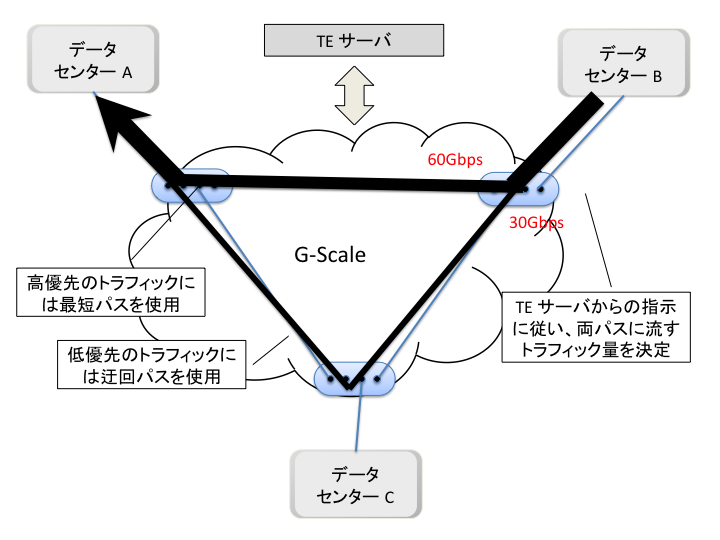 データ
センター A
TE サーバ
データ
センター B
60Gbps
30Gbps
G-Scale
高優先のトラフィックに
は最短パスを使用
TE サーバからの指示
に従い、両パスに流す
トラフィック量を決定
低優先のトラフィックに
は迂回パスを使用
データ
センター C